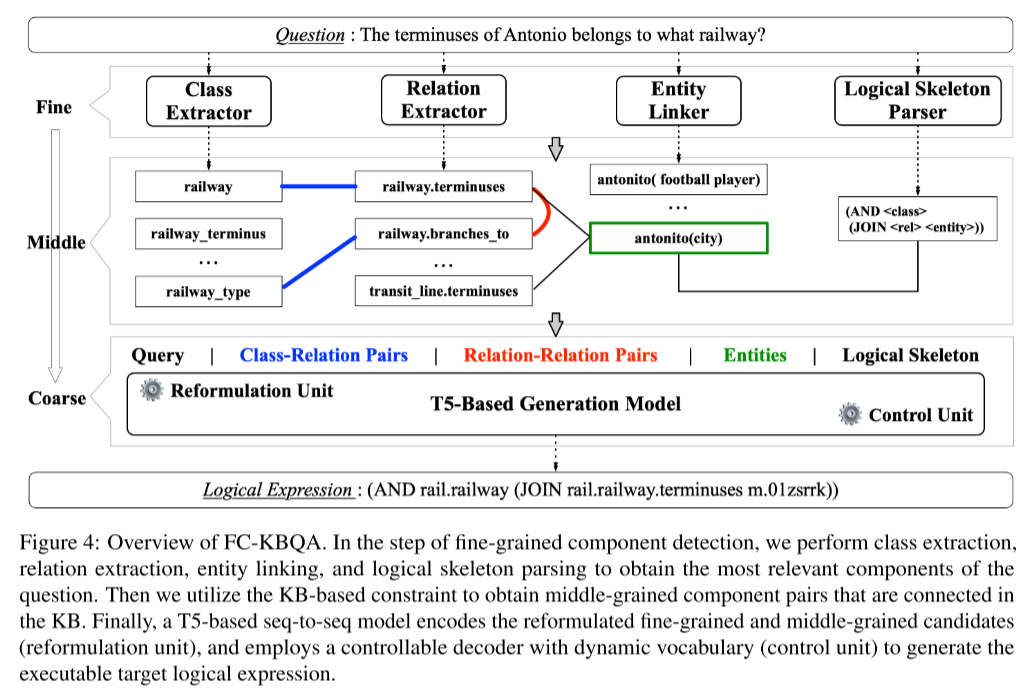 Question : The terminuses of Antonio belongs to what railway?
Fine
Class
Extractor
Relation
Extractor
Entity
Linker
Logical Skeleton
Parser
Middle
railway
railway_terminus
...
railway_type
railway.terminuses
railway.branches_to
...
transit_line.terminuses
antonito( football player)
...
antonito(city)
(AND <class>
(JOIN <rel> <entity>))
Coarse
Query | Class-Relation Pairs | Relation-Relation Pairs | Entities | Logical Skeleton
Reformulation Unit
T5-Based Generation Model
Control Unit
Logical Expression : (AND rail.railway (JOIN rail.railway.terminuses m.01zsrrk))
Figure 4: Overview of FC-KBQA. In the step of fine-grained component detection, we perform class extraction,
relation extraction, entity linking, and logical skeleton parsing to obtain the most relevant components of the
question. Then we utilize the KB-based constraint to obtain middle-grained component pairs that are connected in
the KB. Finally, a T5-based seq-to-seq model encodes the reformulated fine-grained and middle-grained candidates
(reformulation unit), and employs a controllable decoder with dynamic vocabulary (control unit) to generate the
executable target logical expression.